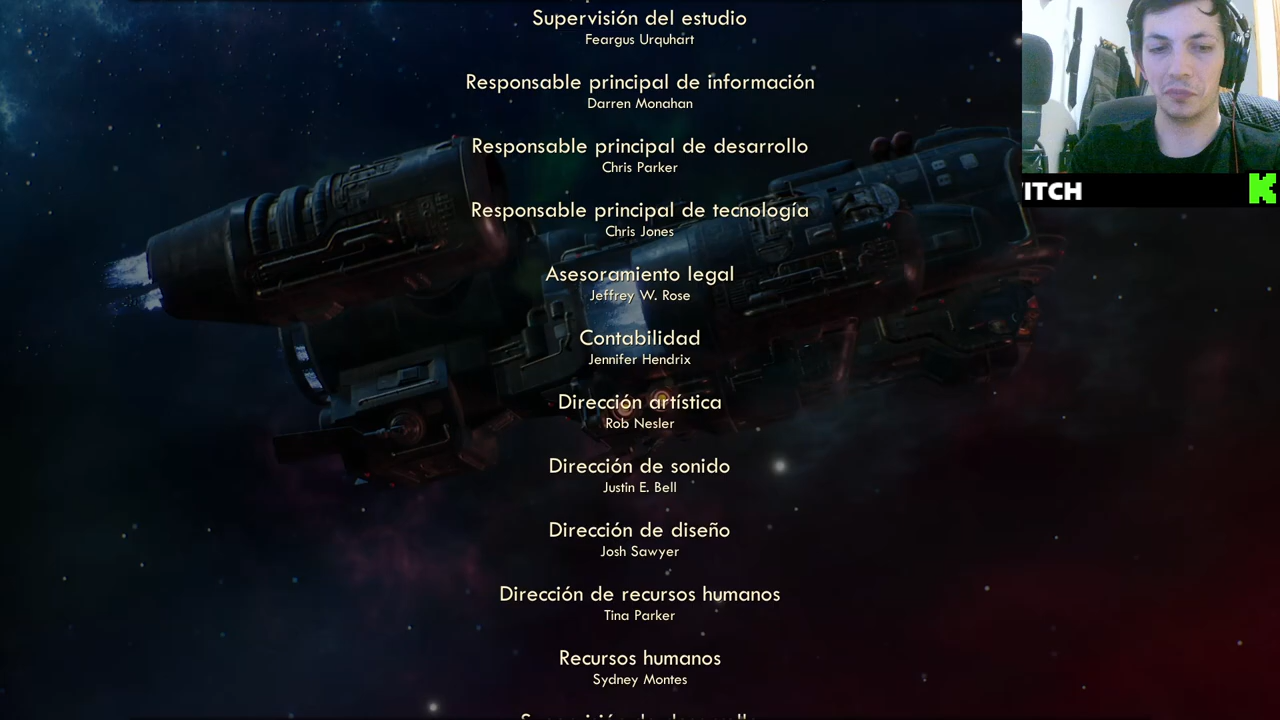 Supervisión del estudio
Feargus Urquhart
Responsable principal de información
Darren Monahan
Responsable principal de desarrollo
Chris Parker
Responsable principal de tecnología
Chris Jones
Asesoramiento legal
Jeffrey W. Rose
Contabilidad
Jennifer Hendrix
Dirección artística
Rob Nesler
Dirección de sonido
Justin E. Bell
Dirección de diseño
Josh Sawyer
Dirección de recursos humanos
Tina Parker
Recursos humanos
Sydney Montes
ITCH
K